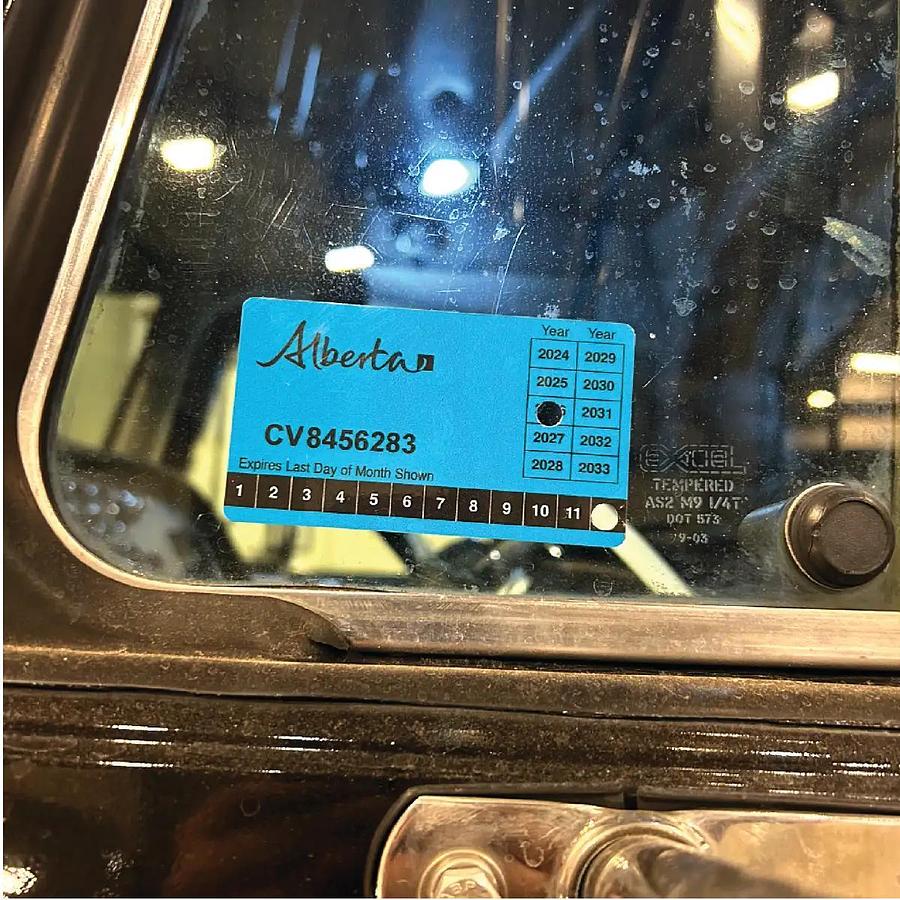 Alberta
CV8456283
Expires Last Day of Month Shown
1 2 3 4 5 6 7 8 9 10 11
Year Year
2024 2029
2025 2030
2031
2027 2032
2028 2033
EXCEL
TEMPERED
AS2 M9 1/4T
DOT 573